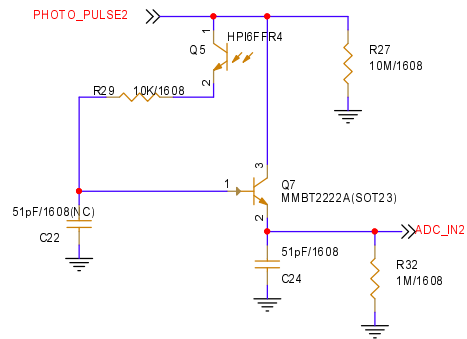 PHOTO_PULSE2
1
HPI6FFR4
Q5
2
R27
10M/1608
R29 10K/1608
3
1
Q7
MMBT2222A(SOT23)
2
51pF/1608(NC)
C22
ADC_IN2
51pF/1608
C24
R32
1M/1608